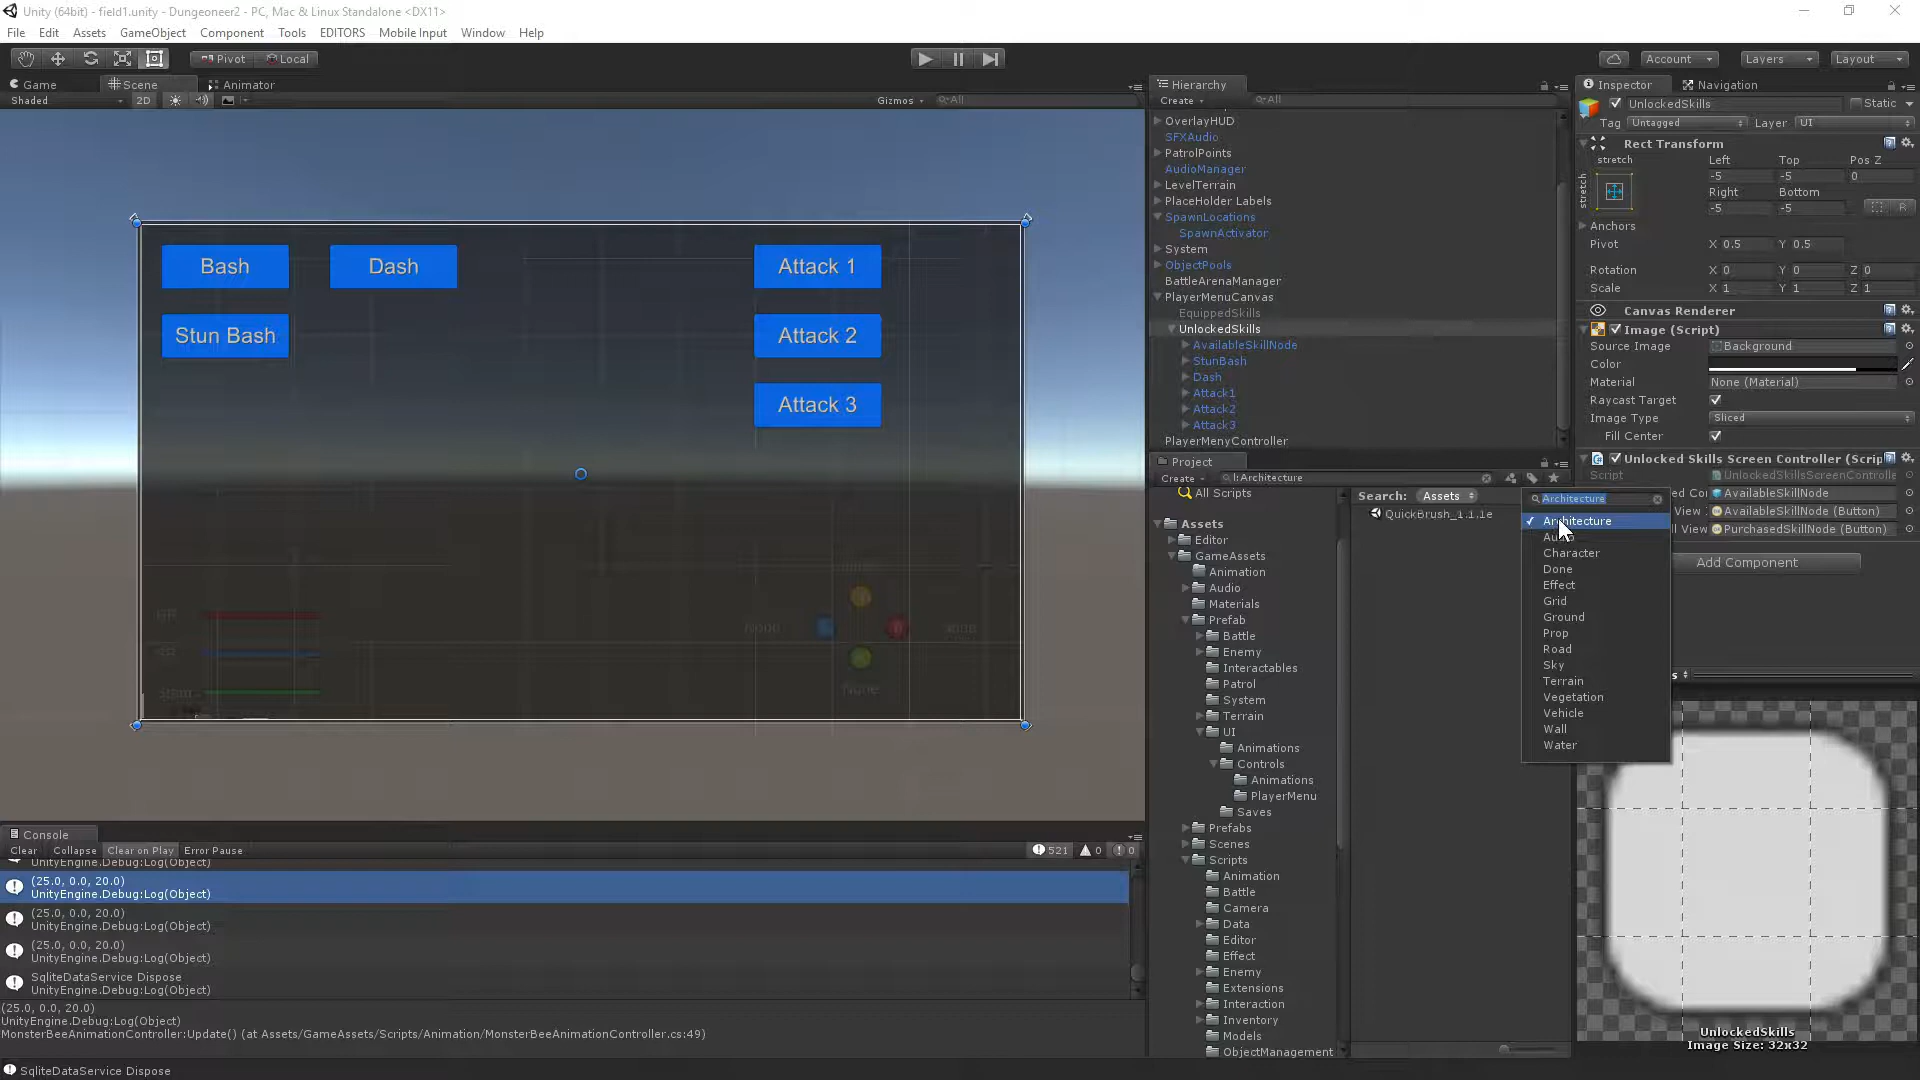 Unity (64bit) - field1.unity - Dungeoneer2 - PC, Mac & Linux Standalone <DX11>
File Edit Assets GameObject Component Tools EDITORS Mobile Input Window Help
Pivot Local Account Layers Layout
Game Scene Animator
Shaded 2D Gizmos All
Bash Dash Attack 1
Stun Bash Attack 2
Attack 3
None
None
Hierarchy
Create All
OverlayHUD
SFXAudio
PatrolPoints
AudioManager
LevelTerrain
PlaceHolder Labels
SpawnLocations
SpawnActivator
System
ObjectPools
BattleArenaManager
PlayerMenuCanvas
EquippedSkills
UnlockedSkills
AvailableSkillNode
StunBash
Dash
Attack1
Attack2
Attack3
PlayerMenyController
Project
Create l:Architecture
All Scripts
Assets
Editor
GameAssets
Animation
Audio
Materials
Prefab
Battle
Enemy
Interactables
Patrol
System
Terrain
UI
Animations
Controls
Animations
PlayerMenu
Saves
Prefabs
Scenes
Scripts
Animation
Battle
Camera
Data
Editor
Effect
Enemy
Extensions
Interaction
Inventory
Models
ObjectManagement
Search: Assets
QuickBrush_1.1.1e
Architecture
Architecture
Character
Done
Effect
Grid
Ground
Prop
Road
Sky
Terrain
Vegetation
Vehicle
Wall
Water
Inspector Navigation
UnlockedSkills Static
Tag Untagged Layer UI
Rect Transform
stretch Left Top Pos Z
stretch -5 -5 0
Right Bottom
-5 -5 R
Anchors
Pivot X 0.5 Y 0.5
Rotation X 0 Y 0 Z 0
Scale X 1 Y 1 Z 1
Canvas Renderer
Image (Script)
Source Image Background
Color
Material None (Material)
Raycast Target
Image Type Sliced
Fill Center
Unlocked Skills Screen Controller (Scrip
Script UnlockedSkillsScreenControlle
ed Co AvailableSkillNode
View AvailableSkillNode (Button)
ll View PurchasedSkillNode (Button)
Add Component
s
UnlockedSkills
Image Size: 32x32
Console
Clear Collapse Clear on Play Error Pause 521 0 0
UnityEngine.Debug:Log(Object)
(25.0, 0.0, 20.0)
UnityEngine.Debug:Log(Object)
(25.0, 0.0, 20.0)
UnityEngine.Debug:Log(Object)
(25.0, 0.0, 20.0)
UnityEngine.Debug:Log(Object)
SqliteDataService Dispose
UnityEngine.Debug:Log(Object)
(25.0, 0.0, 20.0)
UnityEngine.Debug:Log(Object)
MonsterBeeAnimationController:Update() (at Assets/GameAssets/Scripts/Animation/MonsterBeeAnimationController.cs:49)
SqliteDataService Dispose